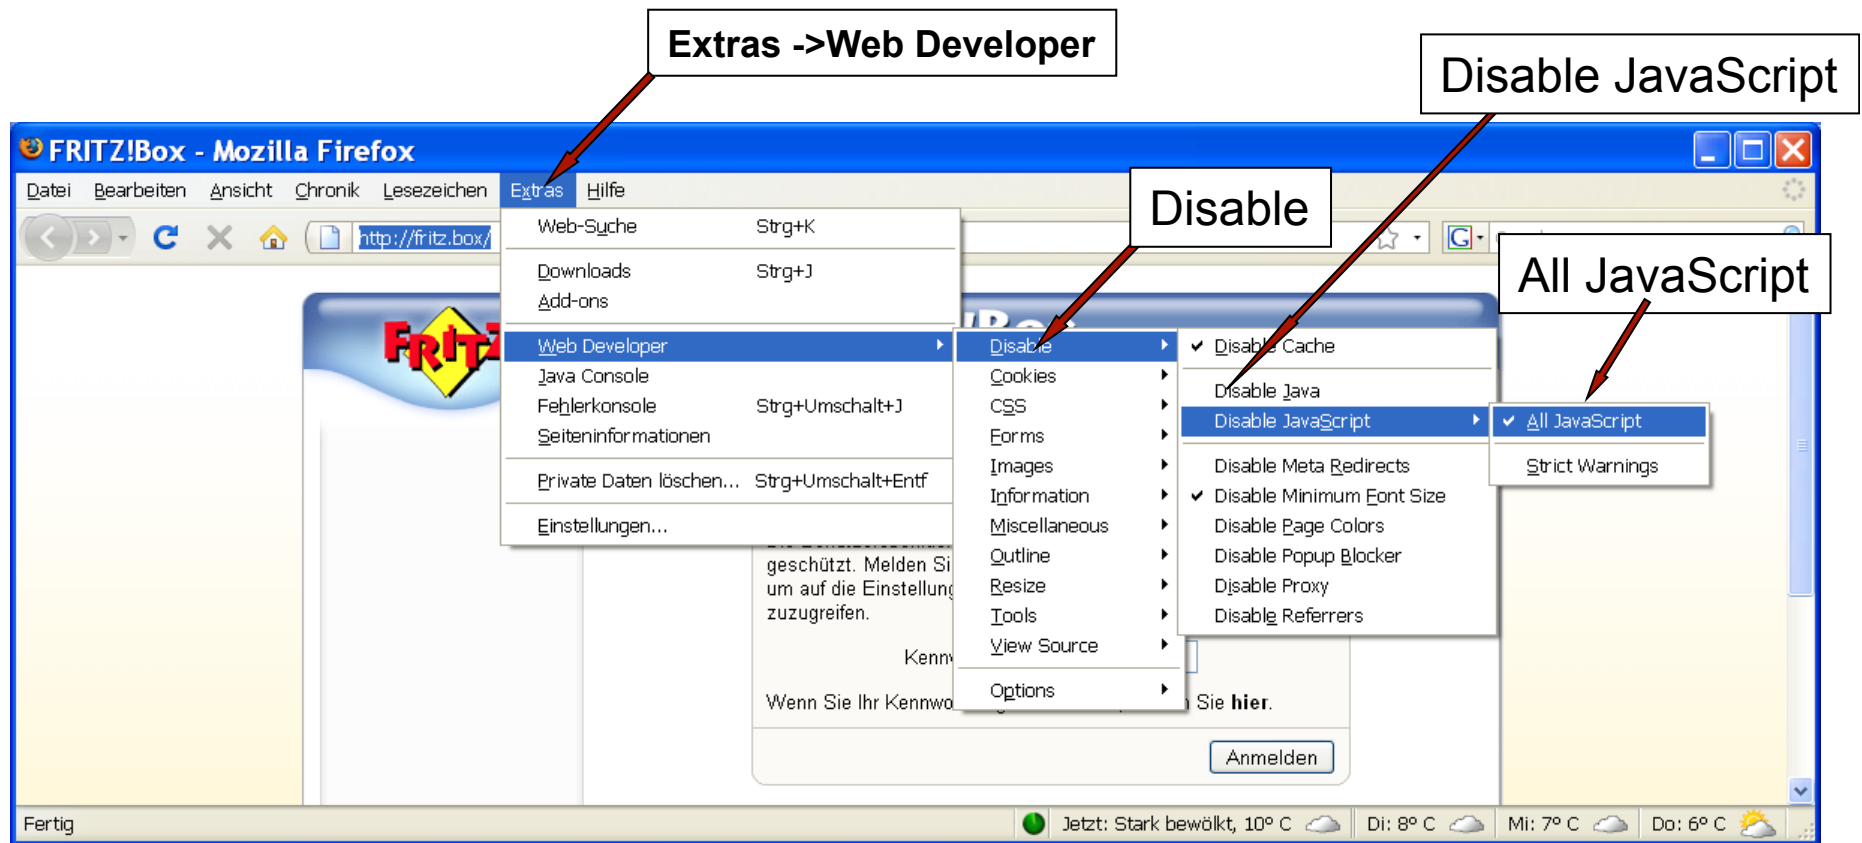 Extras ->Web Developer
Disable JavaScript
FRITZ!Box - Mozilla Firefox
Disable
Datei Bearbeiten Ansicht Chronik Lesezeichen Extras Hilfe
http://fritz.box/
G
All JavaScript
Web-Suche Strg+K
Downloads Strg+J
Add-ons
Web Developer
Java Console
Fehlerkonsole Strg+Umschalt+J
Seiteninformationen
Private Daten löschen... Strg+Umschalt+Entf
Einstellungen...
Disable
Cookies
CSS
Forms
Images
Information
Miscellaneous
Outline
Resize
Tools
View Source
Options
Disable Cache
Disable Java
Disable JavaScript
Disable Meta Redirects
Disable Minimum Font Size
Disable Page Colors
Disable Popup Blocker
Disable Proxy
Disable Referrers
All JavaScript
Strict Warnings
geschützt. Melden Si
um auf die Einstellung
zuzugreifen.
Kennw
Wenn Sie Ihr Kennwo Sie hier.
Anmelden
Fertig
Jetzt: Stark bewölkt, 10º C Di: 8º C Mi: 7º C Do: 6º C